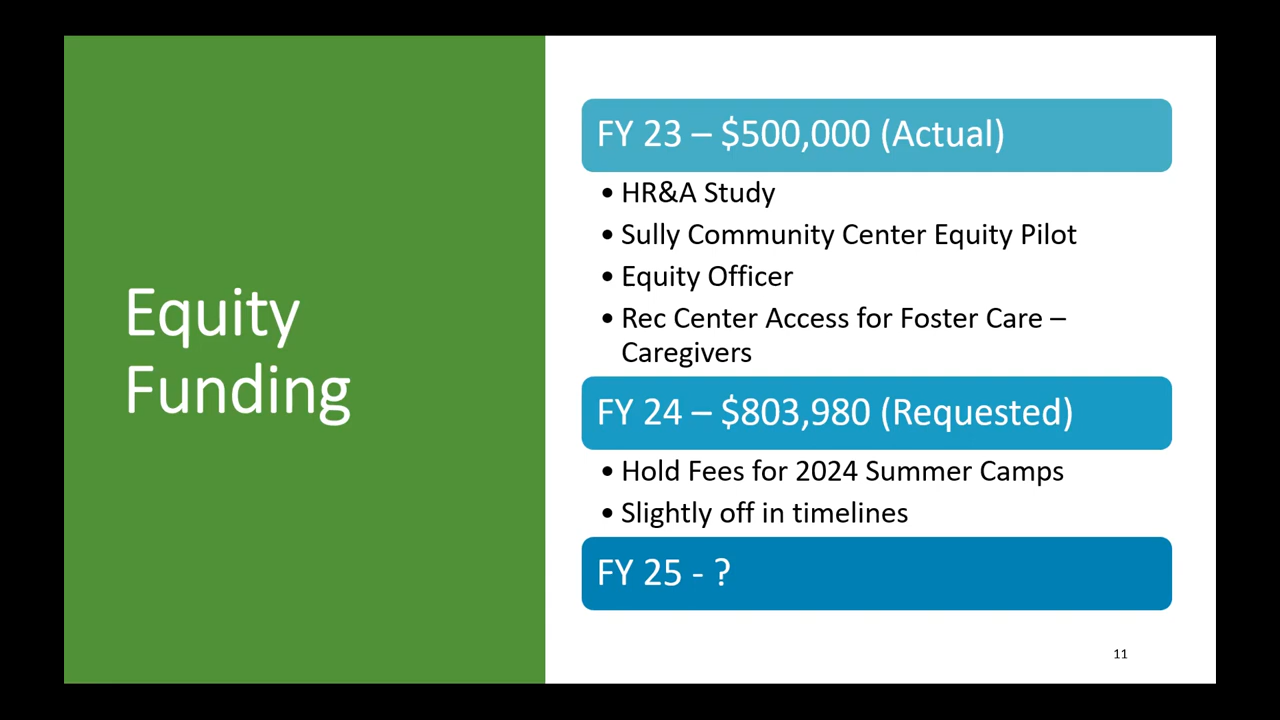 Equity
Funding
FY 23 – $500,000 (Actual)
• HR&A Study
• Sully Community Center Equity Pilot
• Equity Officer
• Rec Center Access for Foster Care –
Caregivers
FY 24 – $803,980 (Requested)
• Hold Fees for 2024 Summer Camps
• Slightly off in timelines
FY 25 - ?
11